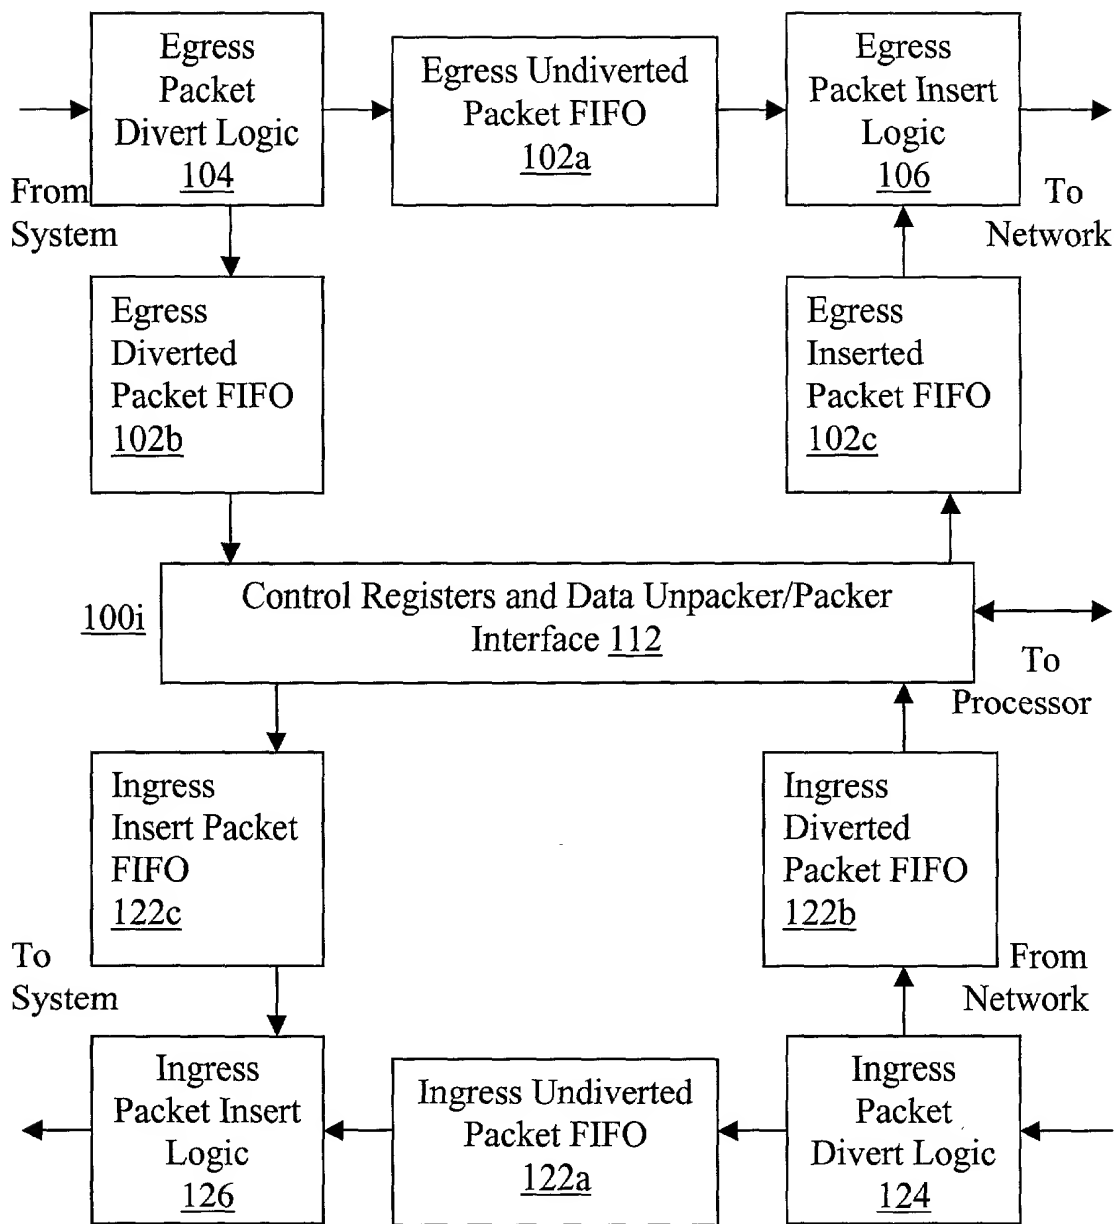 Egress
Packet
Divert Logic
104
Egress Undiverted
Packet FIFO
102a
Egress
Packet Insert
Logic
106
From
System
To
Network
Egress
Diverted
Packet FIFO
102b
Egress
Inserted
Packet FIFO
102c
100i
Control Registers and Data Unpacker/Packer
Interface 112
To
Processor
Ingress
Insert Packet
FIFO
122c
Ingress
Diverted
Packet FIFO
122b
To
System
From
Network
Ingress
Packet Insert
Logic
126
Ingress Undiverted
Packet FIFO
122a
Ingress
Packet
Divert Logic
124